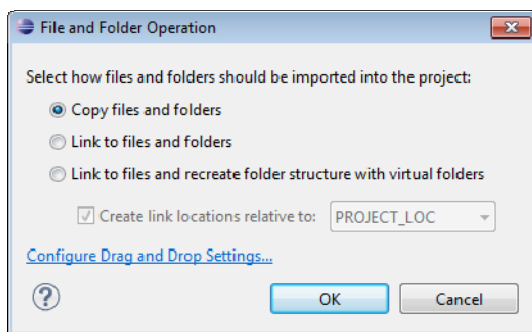 File and Folder Operation
Select how files and folders should be imported into the project:
Copy files and folders
Link to files and folders
Link to files and recreate folder structure with virtual folders
Create link locations relative to: PROJECT_LOC
Configure Drag and Drop Settings...
? OK Cancel